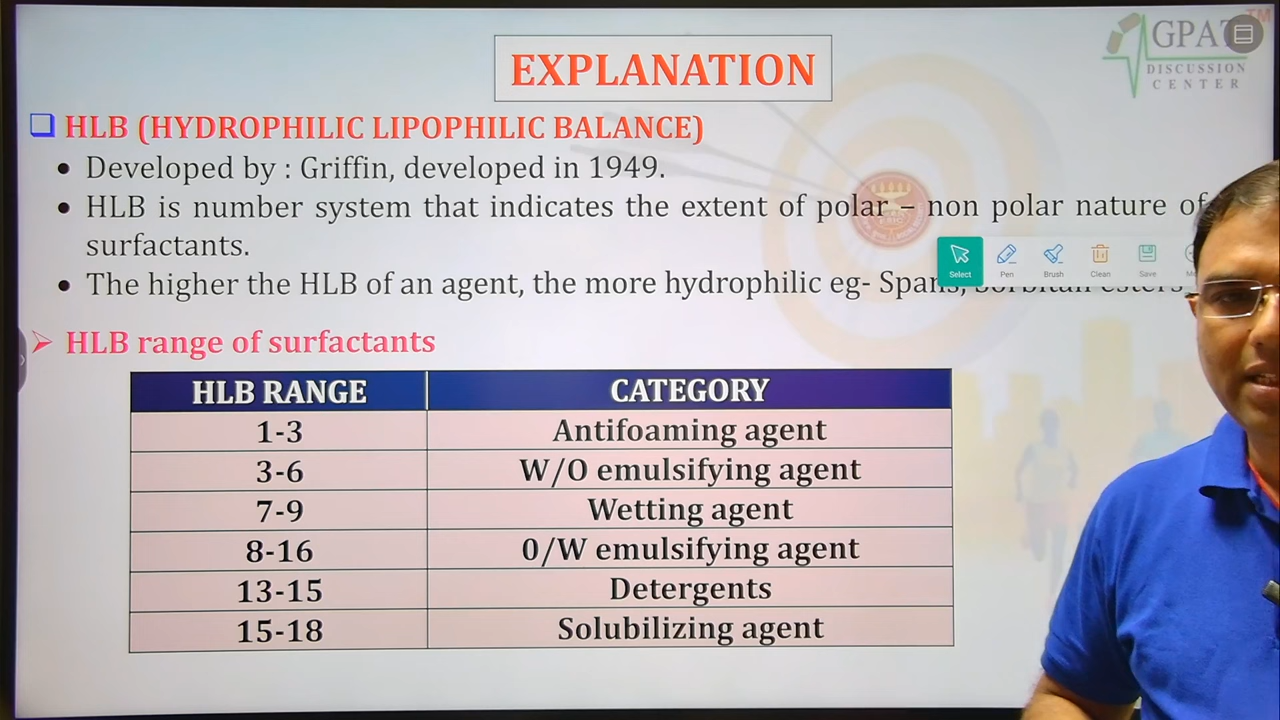 EXPLANATION
GPAT
TM
DISCUSSION
CENTER
HLB (HYDROPHILIC LIPOPHILIC BALANCE)
• Developed by : Griffin, developed in 1949.
• HLB is number system that indicates the extent of polar – non polar nature of
surfactants.
• The higher the HLB of an agent, the more hydrophilic eg- Spans, sorbitan esters
Select Pen Brush Clean Save
HLB range of surfactants
HLB RANGE CATEGORY
1-3 Antifoaming agent
3-6 W/O emulsifying agent
7-9 Wetting agent
8-16 0/W emulsifying agent
13-15 Detergents
15-18 Solubilizing agent